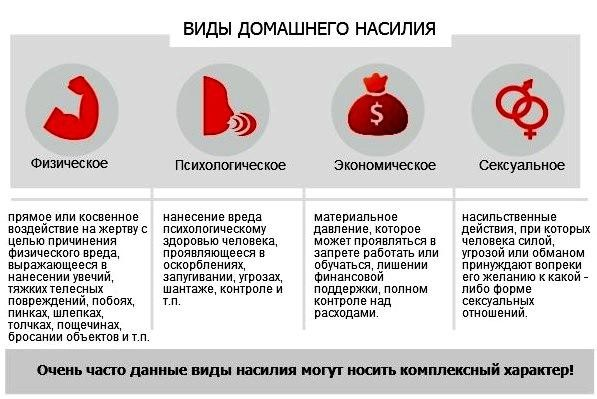 ВИДЫ ДОМАШНЕГО НАСИЛИЯ
Физическое
Психологическое
Экономическое
Сексуальное
прямое или косвенное
воздействие на жертву с
целью причинения
физического вреда,
выражающееся в
нанесении увечий,
тяжких телесных
повреждений, побоях,
пинках, шлепках,
толчках, пощечинах,
бросании объектов и т.п.
нанесение вреда
психологическому
здоровью человека,
проявляющееся в
оскорблениях,
запугивании, угрозах,
шантаже, контроле и
т.п.
материальное
давление, которое
может проявляться в
запрете работать или
обучаться, лишении
финансовой
поддержки, полном
контроле над
расходами.
насильственные
действия, при которых
человека силой,
угрозой или обманом
принуждают вопреки
его желанию к какой -
либо форме
сексуальных
отношений.
Очень часто данные виды насилия могут носить комплексный характер!